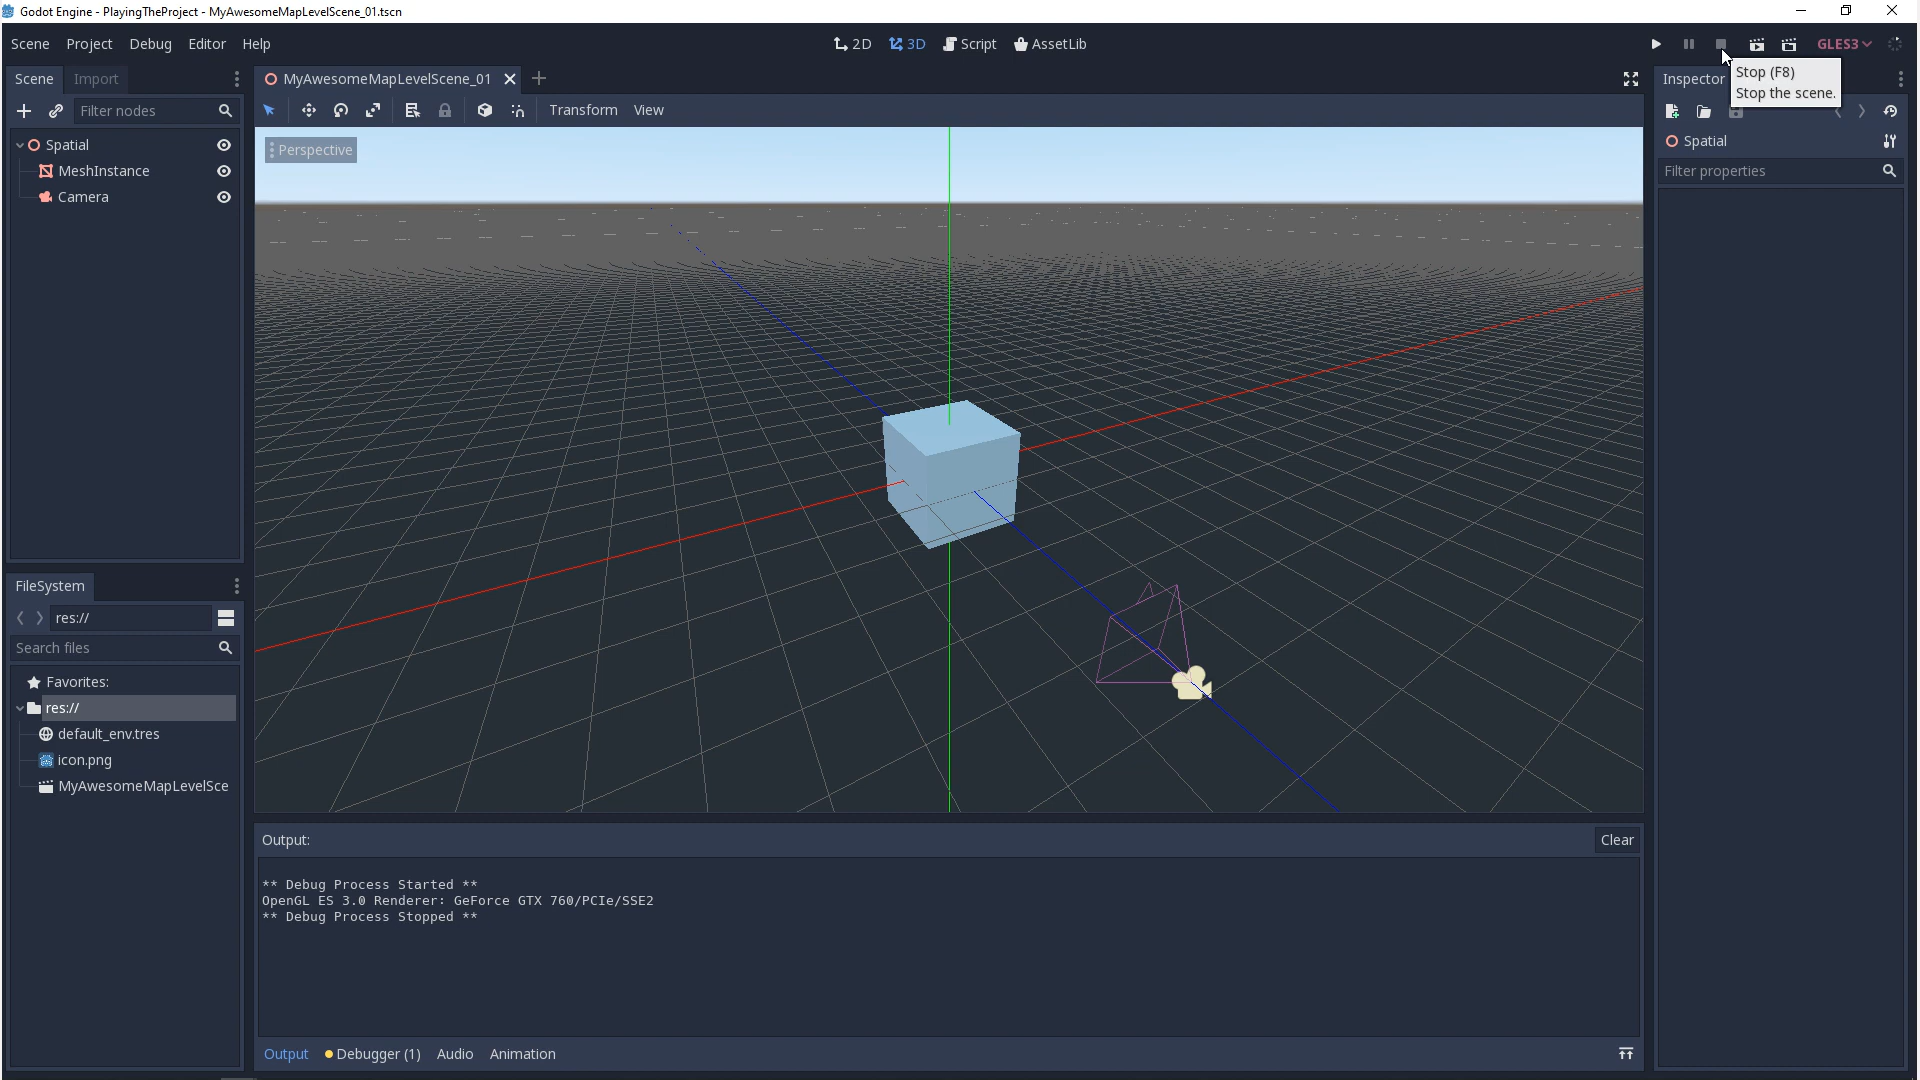 Godot Engine - PlayingTheProject - MyAwesomeMapLevelScene_01.tscn
Scene Project Debug Editor Help
2D 3D Script AssetLib
GLES3
Scene Import
MyAwesomeMapLevelScene_01
Inspector
Stop (F8)
Stop the scene.
Filter nodes
Transform View
Spatial
MeshInstance
Camera
Perspective
Spatial
Filter properties
FileSystem
res://
Search files
Favorites:
res://
default_env.tres
icon.png
MyAwesomeMapLevelSce
Output:
Clear
** Debug Process Started **
OpenGL ES 3.0 Renderer: GeForce GTX 760/PCIe/SSE2
** Debug Process Stopped **
Output Debugger (1) Audio Animation